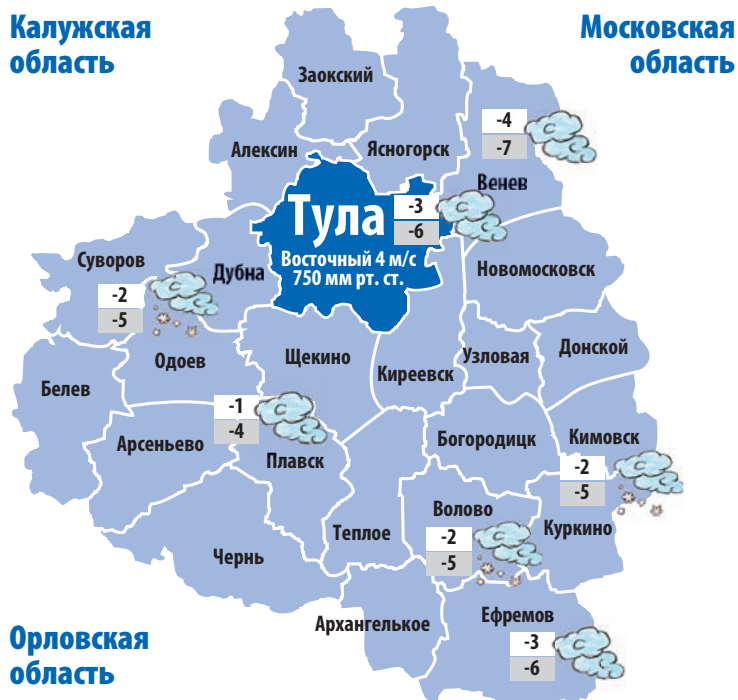 Калужская
область
Московская
область
Заокский
-4
-7
Алексин
Ясногорск
Венев
Тула
-3
-6
Восточный 4 м/с
750 мм рт. ст.
Суворов
Дубна
Новомосковск
-2
-5
Одоев
Щекино
Киреевск
Узловая
Донской
Белев
-1
-4
Арсеньево
Плавск
Богородицк
Кимовск
-2
-5
Волово
-2
-5
Куркино
Теплое
Чернь
Архангелькое
Ефремов
-3
-6
Орловская
область